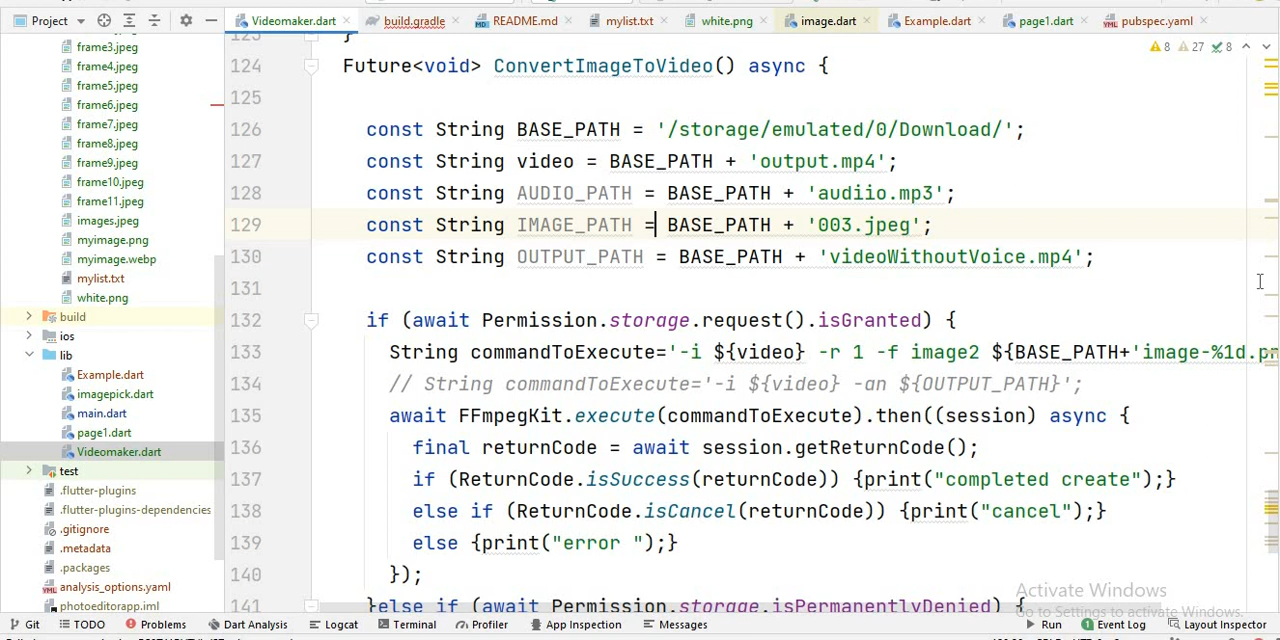 Project
Videomaker.dart
build.gradle
README.md
mylist.txt
white.png
image.dart
Example.dart
page1.dart
pubspec.yaml
8 27 8
frame3.jpeg
frame4.jpeg
frame5.jpeg
frame6.jpeg
frame7.jpeg
frame8.jpeg
frame9.jpeg
frame10.jpeg
frame11.jpeg
images.jpeg
myimage.png
myimage.webp
mylist.txt
white.png
build
ios
lib
Example.dart
imagepick.dart
main.dart
page1.dart
Videomaker.dart
test
.flutter-plugins
.flutter-plugins-dependencies
.gitignore
.metadata
.packages
analysis_options.yaml
photoeditorapp.iml
123 }
124 Future<void> ConvertImageToVideo() async {
125
126 const String BASE_PATH = '/storage/emulated/0/Download/';
127 const String video = BASE_PATH + 'output.mp4';
128 const String AUDIO_PATH = BASE_PATH + 'audiio.mp3';
129 const String IMAGE_PATH = BASE_PATH + '003.jpeg';
130 const String OUTPUT_PATH = BASE_PATH + 'videoWithoutVoice.mp4';
131
132 if (await Permission.storage.request().isGranted) {
133 String commandToExecute='-i ${video} -r 1 -f image2 ${BASE_PATH+'image-%1d.pn
134 // String commandToExecute='-i ${video} -an ${OUTPUT_PATH}';
135 await FFmpegKit.execute(commandToExecute).then((session) async {
136 final returnCode = await session.getReturnCode();
137 if (ReturnCode.isSuccess(returnCode)) {print("completed create");}
138 else if (ReturnCode.isCancel(returnCode)) {print("cancel");}
139 else {print("error ");}
140 });
141 }else if (await Permission.storage.isPermanentlyDenied) {
Activate Windows
Go to Settings to activate Windows.
Git
TODO
Problems
Dart Analysis
Logcat
Terminal
Profiler
App Inspection
Messages
Run
Event Log
Layout Inspector